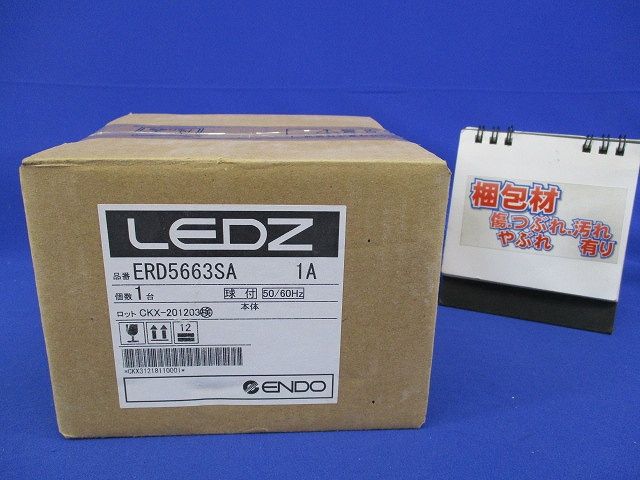 LEDZ
品番 ERD5663SA 1A
個数 1 台 球付 50/60Hz
本体
ロット CKX-201203
12
*CKX31218110001*
ENDO
梱包材
傷、つぶれ、汚れ
やぶれ 有り